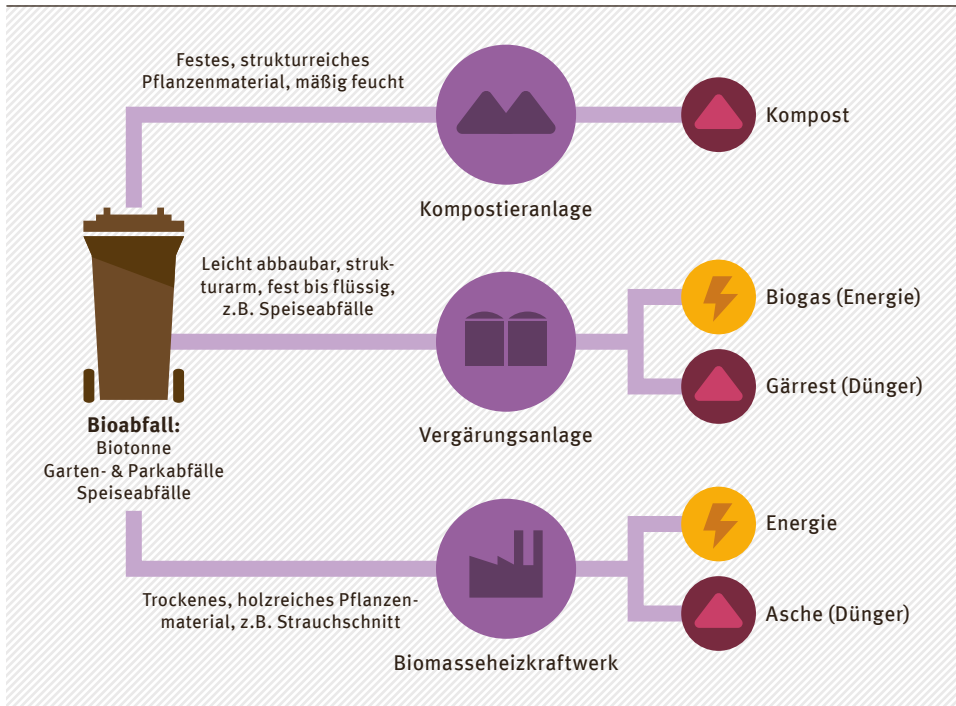 Festes, strukturreiches
Pflanzenmaterial, mäßig feucht
Kompostieranlage
Kompost
Leicht abbaubar, struk-
turarm, fest bis flüssig,
z.B. Speiseabfälle
Vergärungsanlage
Biogas (Energie)
Gärrest (Dünger)
Bioabfall:
Biotonne
Garten- & Parkabfälle
Speiseabfälle
Trockenes, holzreiches Pflanzen-
material, z.B. Strauchschnitt
Biomasseheizkraftwerk
Energie
Asche (Dünger)